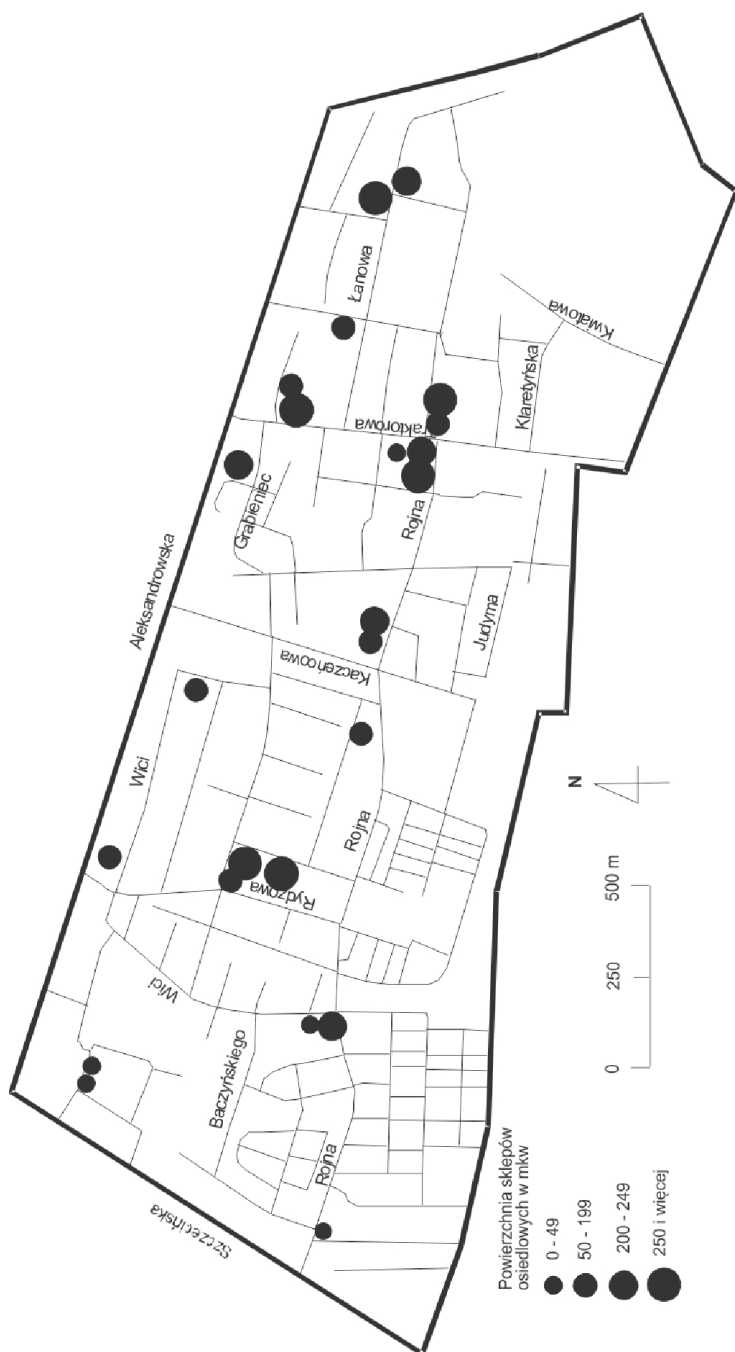 Szczecińska
Aleksandrowska
Wici
Wici
Baczyńskiego
Rojna
Rydzowa
Rojna
Kaczeńcowa
Grabieniec
Judyma
Rojna
Traktorowa
Łanowa
Klaretyńska
Kwiatowa
Powierzchnia sklepów
osiedlowych w mkw
0 - 49
50 - 199
200 - 249
250 i więcej
0 250 500 m
N